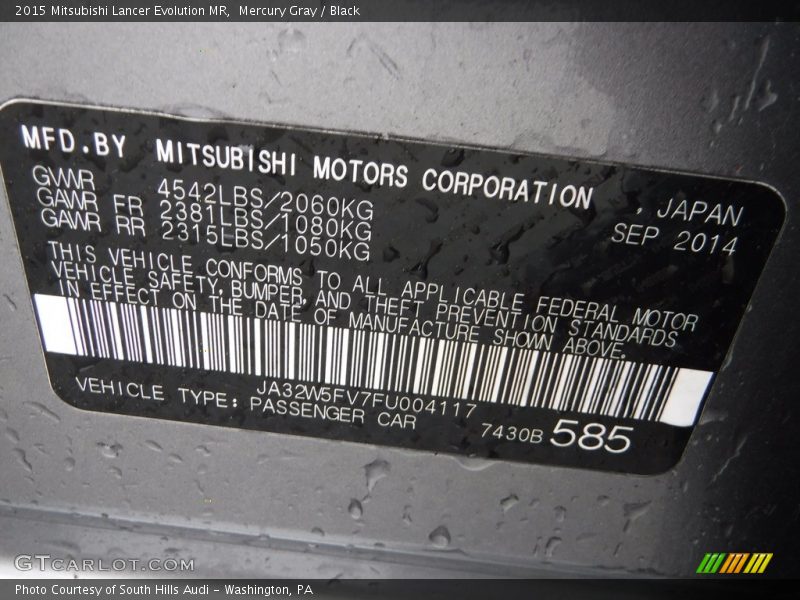 2015 Mitsubishi Lancer Evolution MR,  Mercury Gray / Black
MFD.BY MITSUBISHI MOTORS CORPORATION , JAPAN
GWWR 4542LBS/2060KG SEP 2014
GAWR FR 2381LBS/1080KG
GAWR RR 2315LBS/1050KG
THIS VEHICLE CONFORMS TO ALL APPLICABLE FEDERAL MOTOR
VEHICLE SAFETY, BUMPER, AND THEFT PREVENTION STANDARDS
IN EFFECT ON THE DATE OF MANUFACTURE SHOWN ABOVE.
JA32W5FV7FU004117
VEHICLE TYPE: PASSENGER CAR 7430B 585
GTCARLOT.COM
Photo Courtesy of South Hills Audi - Washington, PA